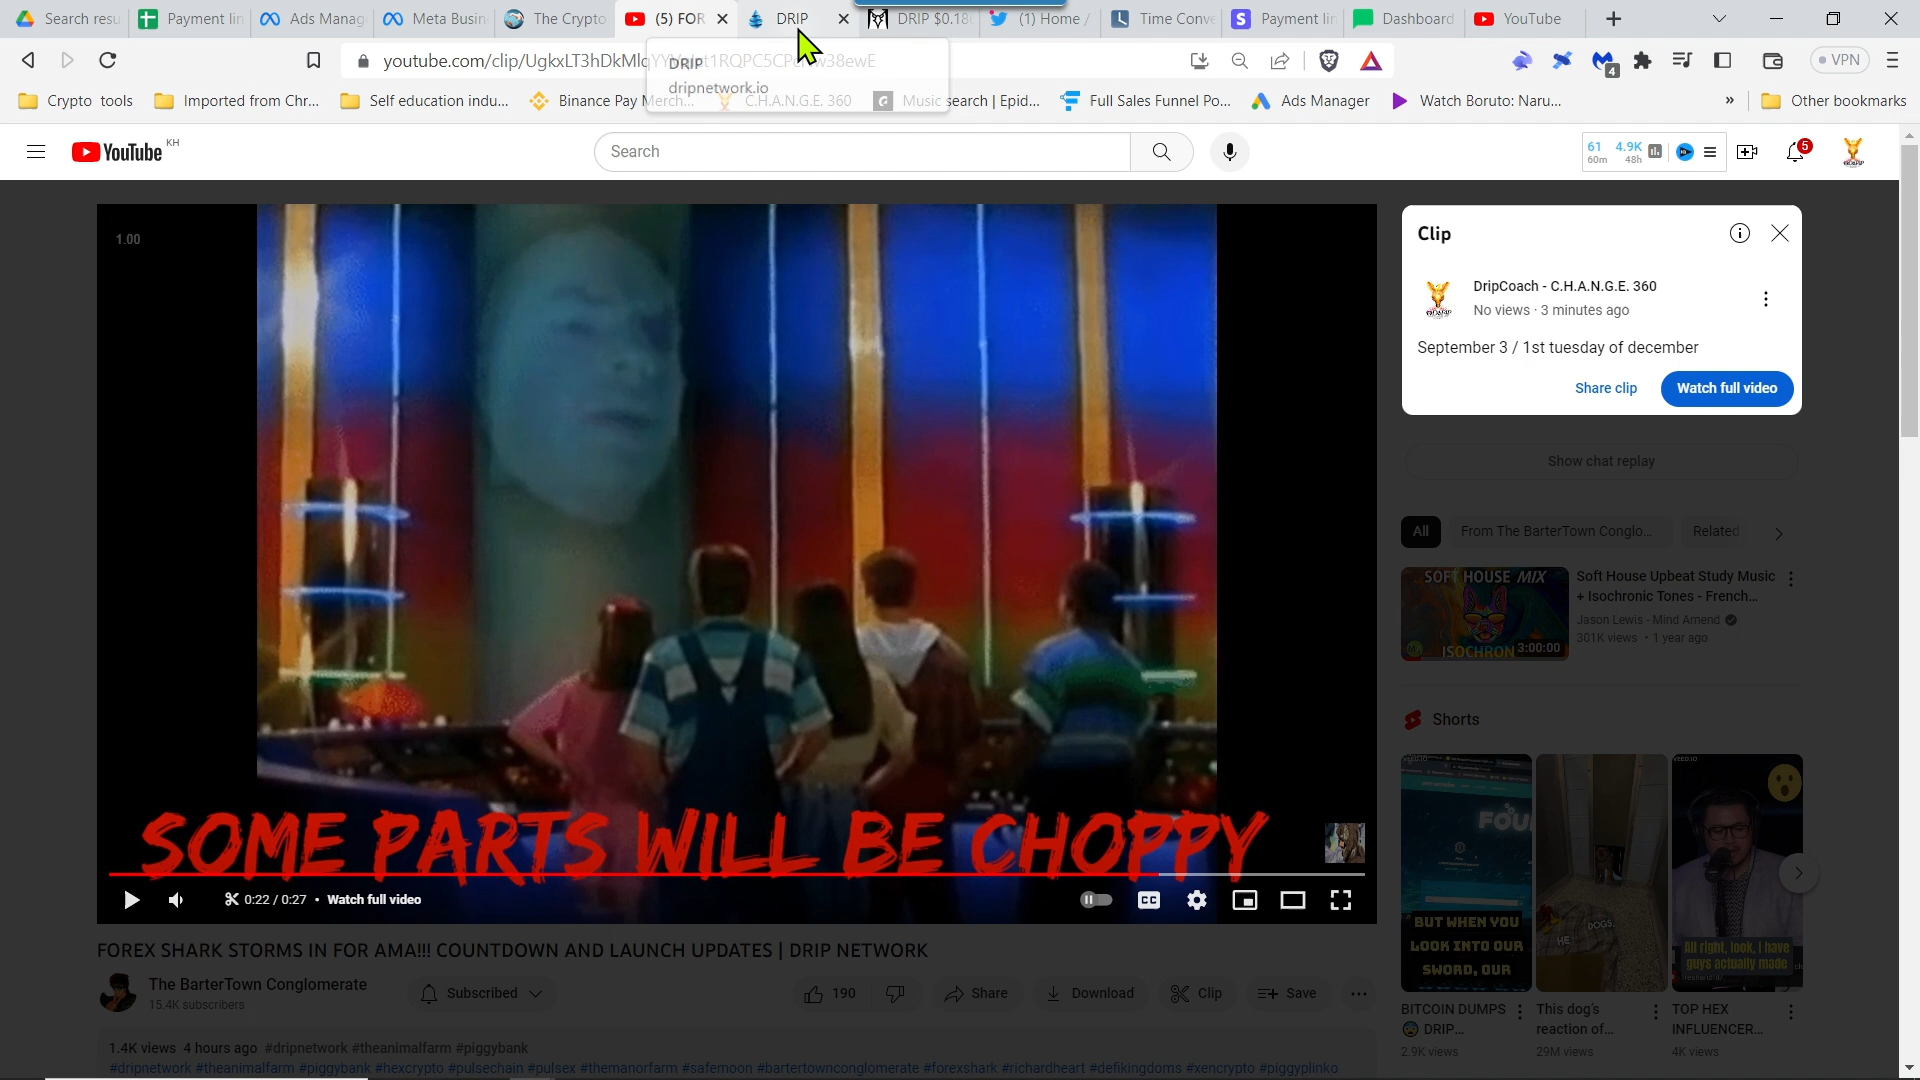 Search resu
Payment lin
Ads Manag
Meta Busin
The Crypto
(5) FOR
DRIP
DRIP $0.18
(1) Home /
Time Conve
Payment lin
Dashboard
YouTube
VPN
DRIP
dripnetwork.io
4
Crypto tools
Imported from Chr...
Self education indu...
Binance Pay Merch...
C.H.A.N.G.E. 360
Music search | Epid...
Full Sales Funnel Po...
Ads Manager
Watch Boruto: Naru...
»
Other bookmarks
YouTube KH
Search
61 4.9K
60m 48h
5
1.00
SOME PARTS WILL BE CHOPPY
0:22 / 0:27 • Watch full video
CC
Clip
DripCoach - C.H.A.N.G.E. 360
No views · 3 minutes ago
September 3 / 1st tuesday of december
Share clip
Watch full video
Show chat replay
All
From The BarterTown Conglo...
Related
SOFT HOUSE MIX
ISOCHRON
3:00:00
Soft House Upbeat Study Music
+ Isochronic Tones - French...
Jason Lewis - Mind Amend
301K views • 1 year ago
Shorts
FOU
BUT WHEN YOU
LOOK INTO OUR
SWORD, OUR
HE
DOGS.
VEED.IO
All right, look, I have
guys actually made
BITCOIN DUMPS
DRIP...
2.9K views
This dog's
reaction of...
29M views
TOP HEX
INFLUENCER...
4K views
FOREX SHARK STORMS IN FOR AMA!!! COUNTDOWN AND LAUNCH UPDATES | DRIP NETWORK
The BarterTown Conglomerate
15.4K subscribers
Subscribed
190
Share
Download
Clip
Save
1.4K views 4 hours ago #dripnetwork #theanimalfarm #piggybank
#dripnetwork #theanimalfarm #piggybank #hexcrypto #pulsechain #pulsex #themanorfarm #safemoon #bartertownconglomerate #forexshark #richardheart #defikingdoms #xencrypto #piggyplinko